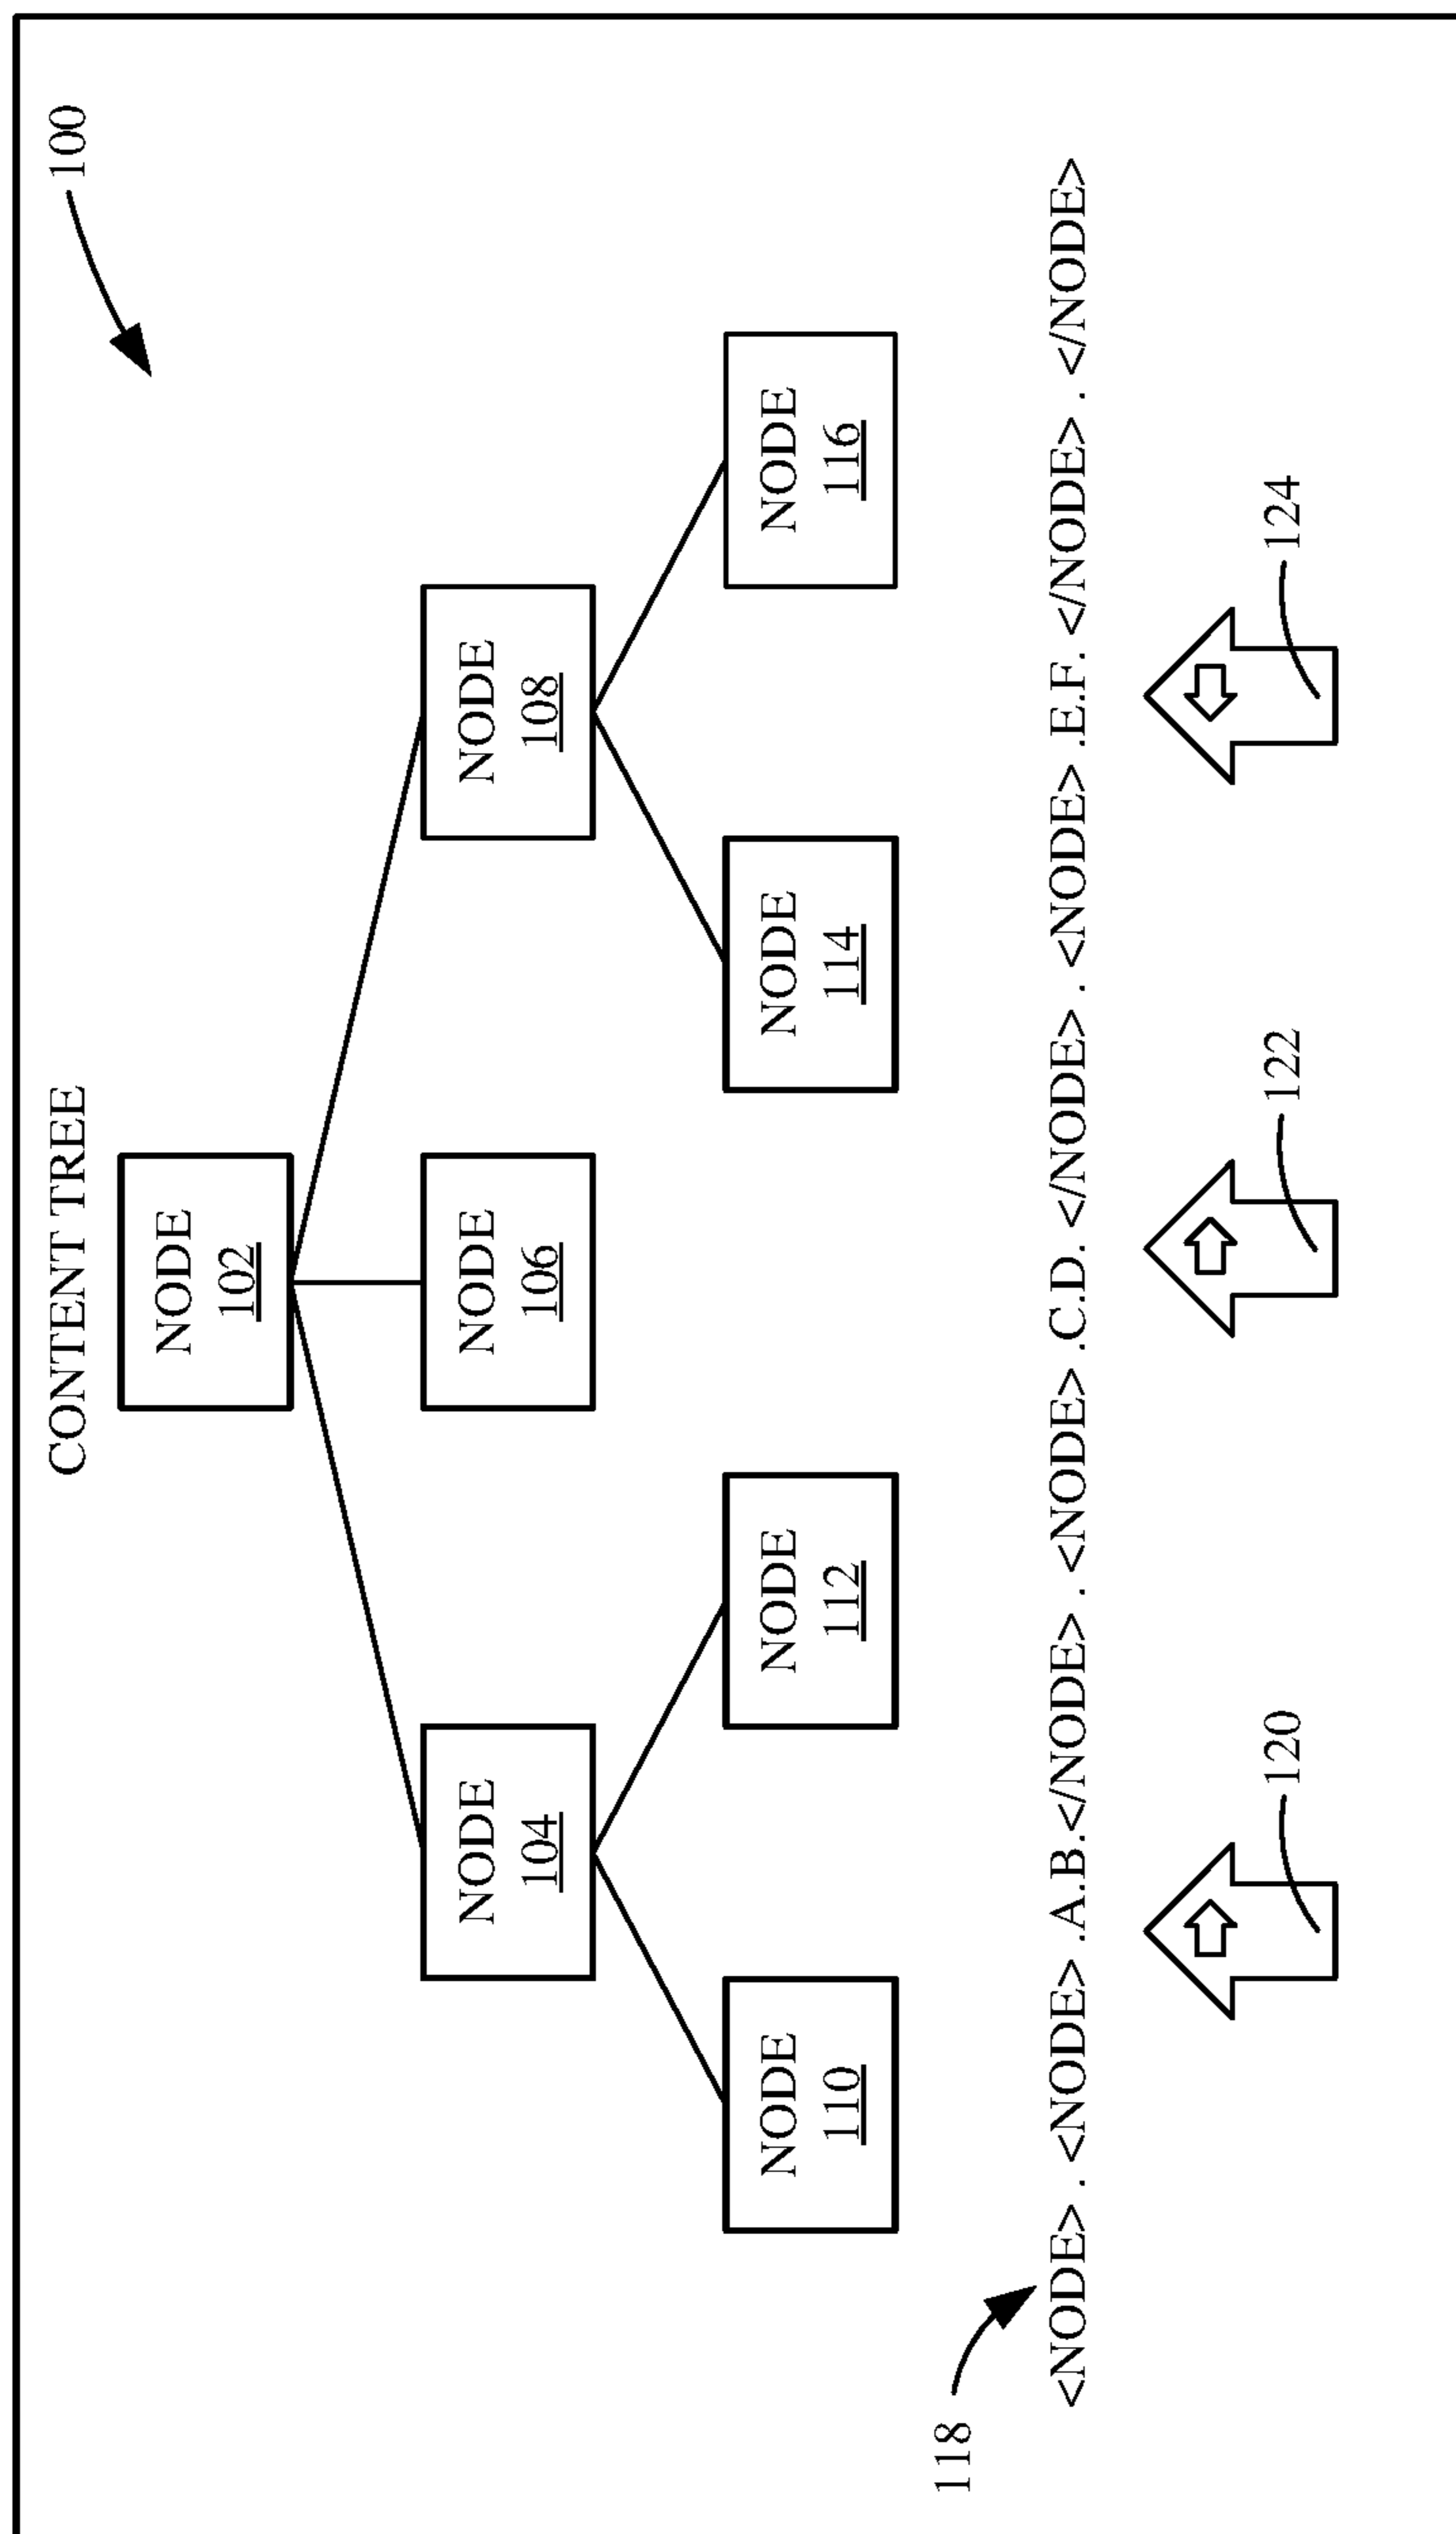 CONTENT TREE
100
NODE
102
NODE
104
NODE
106
NODE
108
NODE
110
NODE
112
NODE
114
NODE
116
118
<NODE> . <NODE> .A.B.</NODE> . <NODE> .C.D. </NODE> . <NODE> .E.F. </NODE> . </NODE>
120
122
124